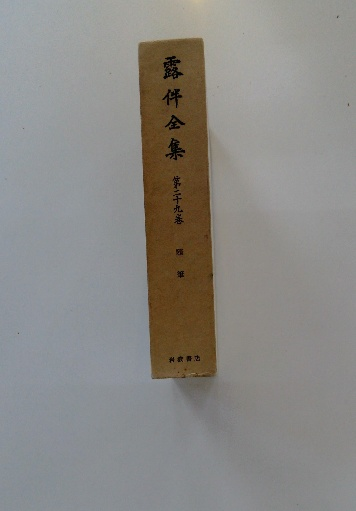 露伴全集
第二十九巻
随筆
岩波書店